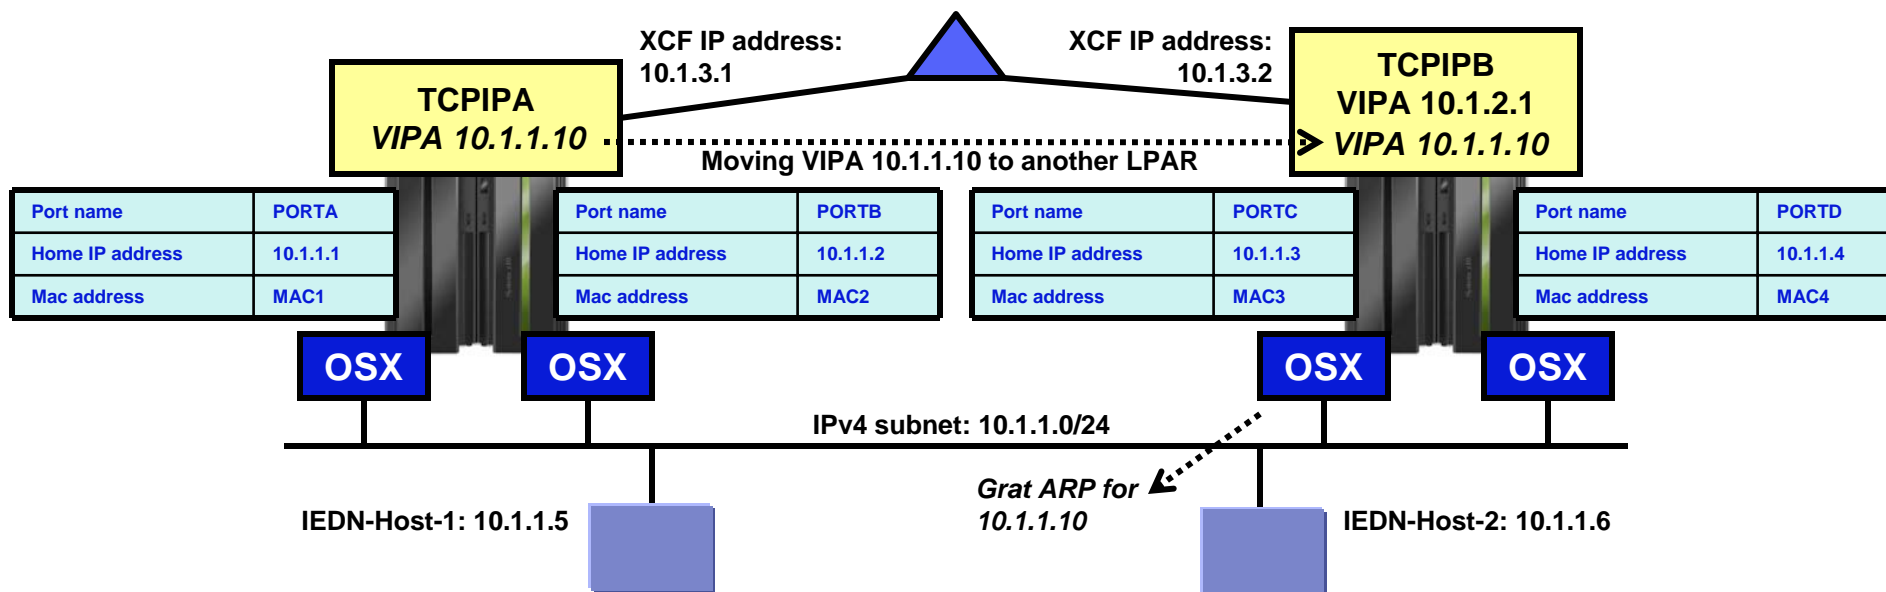 XCF IP address:
10.1.3.1
XCF IP address:
10.1.3.2
TCPIPA
VIPA 10.1.1.10
TCPIPB
VIPA 10.1.2.1
VIPA 10.1.1.10
Moving VIPA 10.1.1.10 to another LPAR
Port name PORTA
Home IP address 10.1.1.1
Mac address MAC1
Port name PORTB
Home IP address 10.1.1.2
Mac address MAC2
Port name PORTC
Home IP address 10.1.1.3
Mac address MAC3
Port name PORTD
Home IP address 10.1.1.4
Mac address MAC4
OSX
OSX
OSX
OSX
IPv4 subnet: 10.1.1.0/24
Grat ARP for
10.1.1.10
IEDN-Host-1: 10.1.1.5
IEDN-Host-2: 10.1.1.6